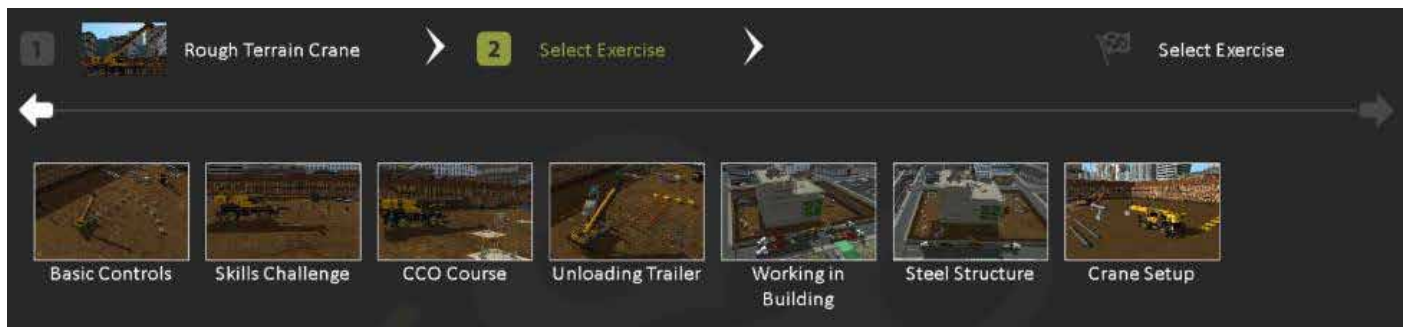 1 Rough Terrain Crane 2 Select Exercise Select Exercise
Basic Controls Skills Challenge CCO Course Unloading Trailer Working in Building Steel Structure Crane Setup